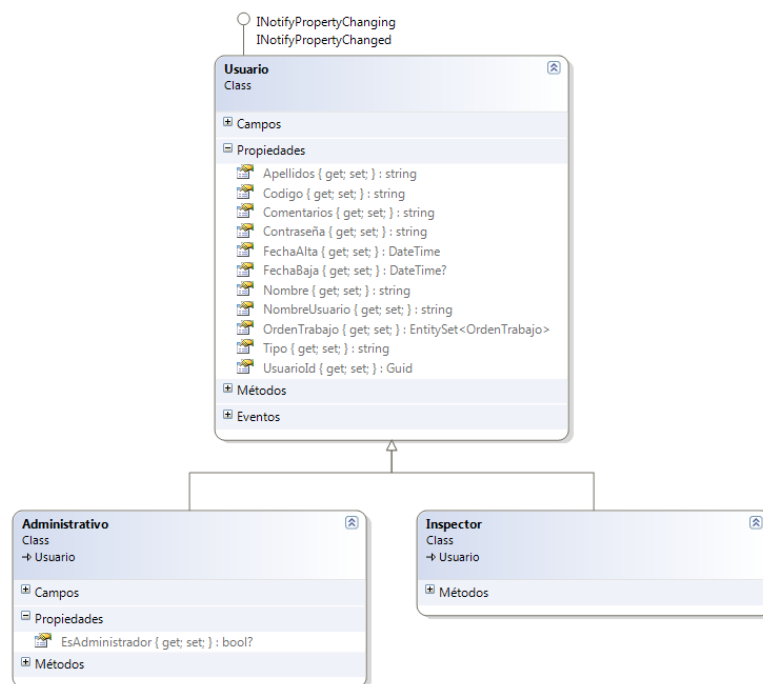 INotifyPropertyChanging
INotifyPropertyChanged
Usuario
Class
Campos
Propiedades
Apellidos { get; set; } : string
Codigo { get; set; } : string
Comentarios { get; set; } : string
Contraseña { get; set; } : string
FechaAlta { get; set; } : DateTime
FechaBaja { get; set; } : DateTime?
Nombre { get; set; } : string
NombreUsuario { get; set; } : string
OrdenTrabajo { get; set; } : EntitySet<OrdenTrabajo>
Tipo { get; set; } : string
UsuarioId { get; set; } : Guid
Métodos
Eventos
Administrativo
Class
Usuario
Campos
Propiedades
EsAdministrador { get; set; } : bool?
Métodos
Inspector
Class
Usuario
Métodos